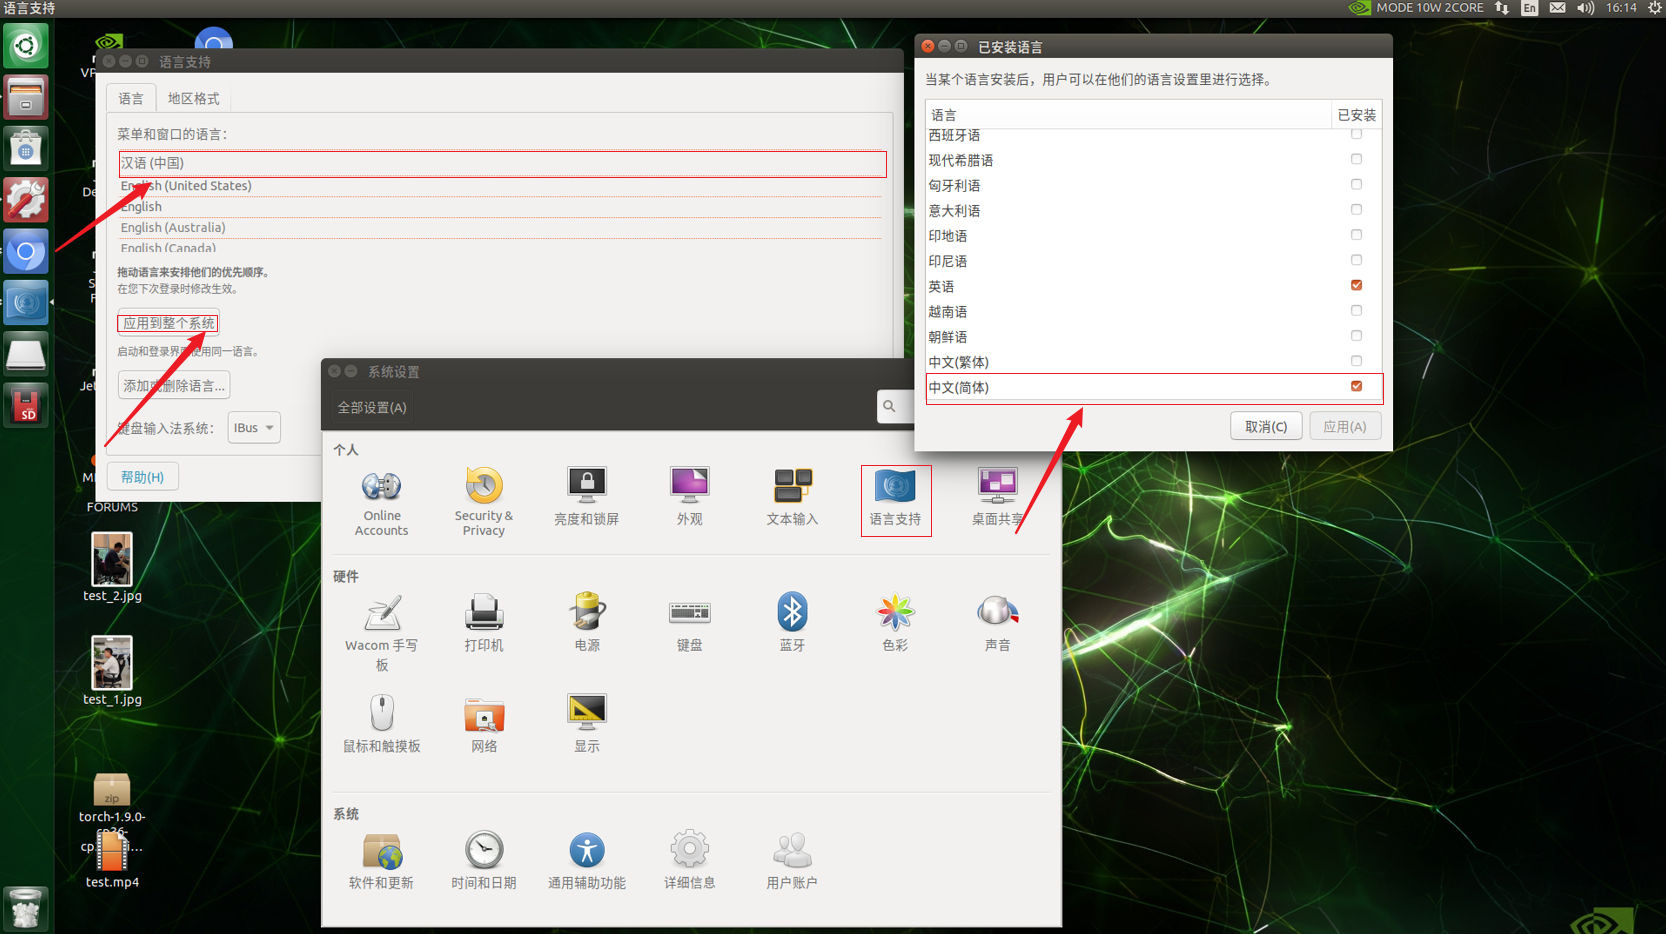 语言支持
MODE 10W 2CORE
En
16:14
语言支持
语言
地区格式
菜单和窗口的语言：
汉语 (中国)
English (United States)
English
English (Australia)
English (Canada)
拖动语言来安排他们的优先顺序。
在您下次登录时修改生效。
应用到整个系统
启动和登录界面使用同一语言。
添加或删除语言...
键盘输入法系统：
IBus
帮助(H)
已安装语言
当某个语言安装后，用户可以在他们的语言设置里进行选择。
语言
已安装
西班牙语
现代希腊语
匈牙利语
意大利语
印地语
印尼语
英语
越南语
朝鲜语
中文(繁体)
中文(简体)
取消(C)
应用(A)
系统设置
全部设置(A)
个人
Online
Accounts
Security &
Privacy
亮度和锁屏
外观
文本输入
语言支持
桌面共享
硬件
Wacom 手写
板
打印机
电源
键盘
蓝牙
色彩
声音
鼠标和触摸板
网络
显示
系统
软件和更新
时间和日期
通用辅助功能
详细信息
用户账户
SD
FORUMS
test_2.jpg
test_1.jpg
zip
torch-1.9.0-
test.mp4